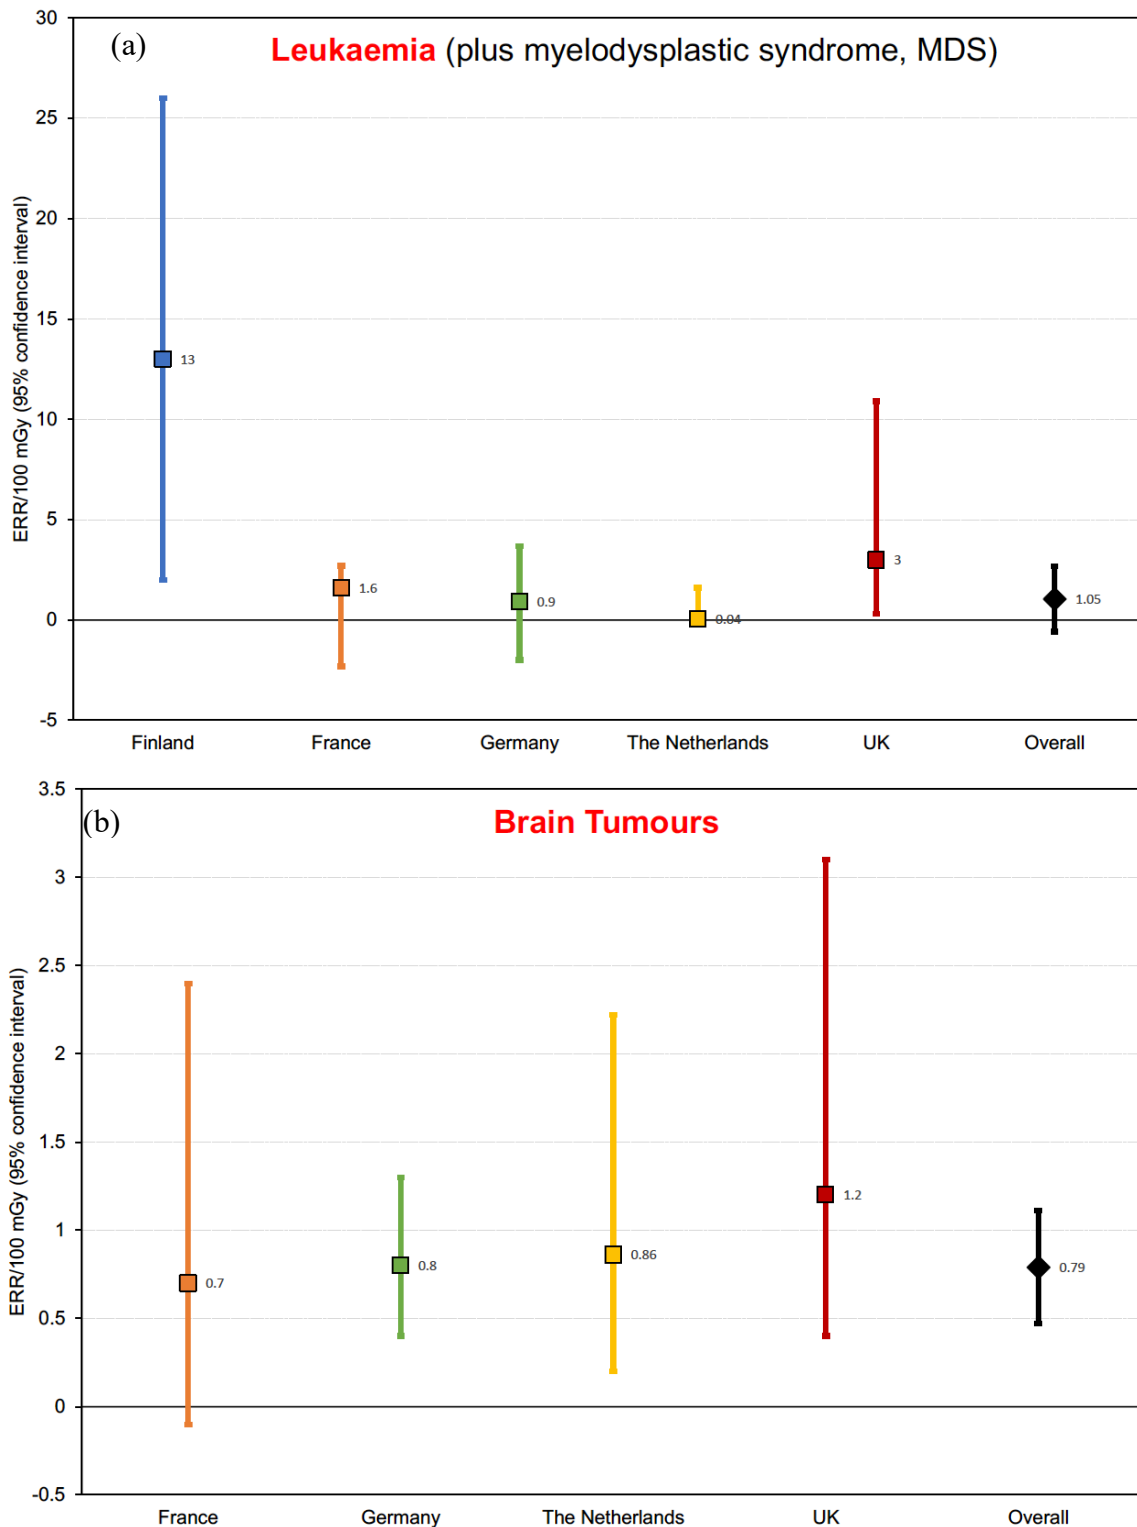 (a)
Leukaemia (plus myelodysplastic syndrome, MDS)
ERR/100 mGy (95% confidence interval)
30
25
20
15
10
5
0
-5
13
1.6
0.9
0.04
3
1.05
Finland
France
Germany
The Netherlands
UK
Overall
(b)
Brain Tumours
ERR/100 mGy (95% confidence interval)
3.5
3
2.5
2
1.5
1
0.5
0
-0.5
0.7
0.8
0.86
1.2
0.79
France
Germany
The Netherlands
UK
Overall